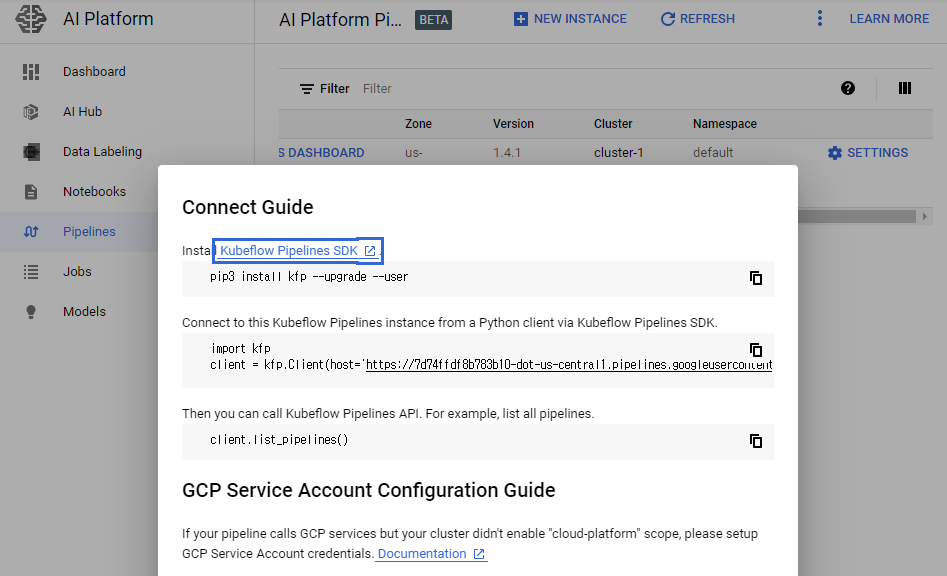 AI Platform
AI Platform Pi... BETA NEW INSTANCE REFRESH LEARN MORE
Dashboard
AI Hub
Data Labeling
Notebooks
Pipelines
Jobs
Models
Filter Filter
Zone Version Cluster Namespace
S DASHBOARD us- 1.4.1 cluster-1 default SETTINGS
Connect Guide
Install Kubeflow Pipelines SDK .
pip3 install kfp --upgrade --user
Connect to this Kubeflow Pipelines instance from a Python client via Kubeflow Pipelines SDK.
import kfp
client = kfp.Client(host='https://7d74ffdf8b783b10-dot-us-central1.pipelines.googleusercontent
Then you can call Kubeflow Pipelines API. For example, list all pipelines.
client.list_pipelines()
GCP Service Account Configuration Guide
If your pipeline calls GCP services but your cluster didn't enable "cloud-platform" scope, please setup
GCP Service Account credentials. Documentation